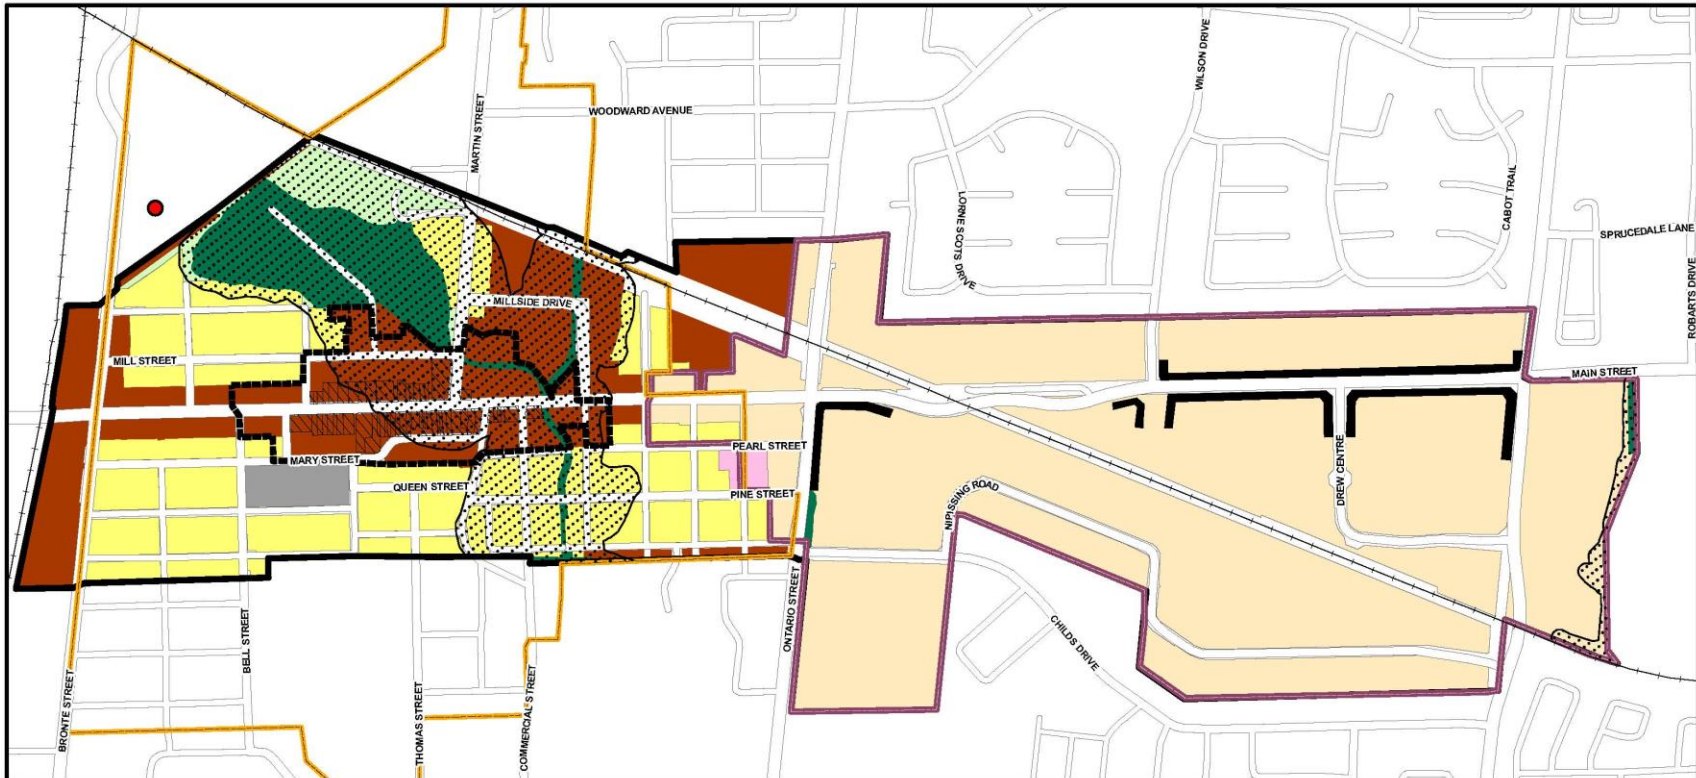 WOODWARD AVENUE
MARTIN STREET
WILSON DRIVE
CABOT TRAIL
LORNE SCOTS DRIVE
SPRUCEDALE LANE
ROBARTS DRIVE
MILLSIDE DRIVE
MILL STREET
MAIN STREET
PEARL STREET
MARY STREET
QUEEN STREET
PINE STREET
NIPISSING ROAD
DREW CENTRE
ONTARIO STREET
CHILDS DRIVE
BELL STREET
BRONTE STREET
THOMAS STREET
COMMERCIAL STREET